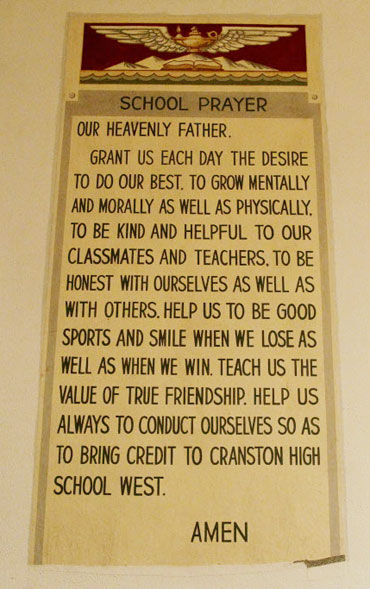 SCHOOL PRAYER
OUR HEAVENLY FATHER.
GRANT US EACH DAY THE DESIRE
TO DO OUR BEST, TO GROW MENTALLY
AND MORALLY AS WELL AS PHYSICALLY,
TO BE KIND AND HELPFUL TO OUR
CLASSMATES AND TEACHERS, TO BE
HONEST WITH OURSELVES AS WELL AS
WITH OTHERS. HELP US TO BE GOOD
SPORTS AND SMILE WHEN WE LOSE AS
WELL AS WHEN WE WIN. TEACH US THE
VALUE OF TRUE FRIENDSHIP. HELP US
ALWAYS TO CONDUCT OURSELVES SO AS
TO BRING CREDIT TO CRANSTON HIGH
SCHOOL WEST.
AMEN